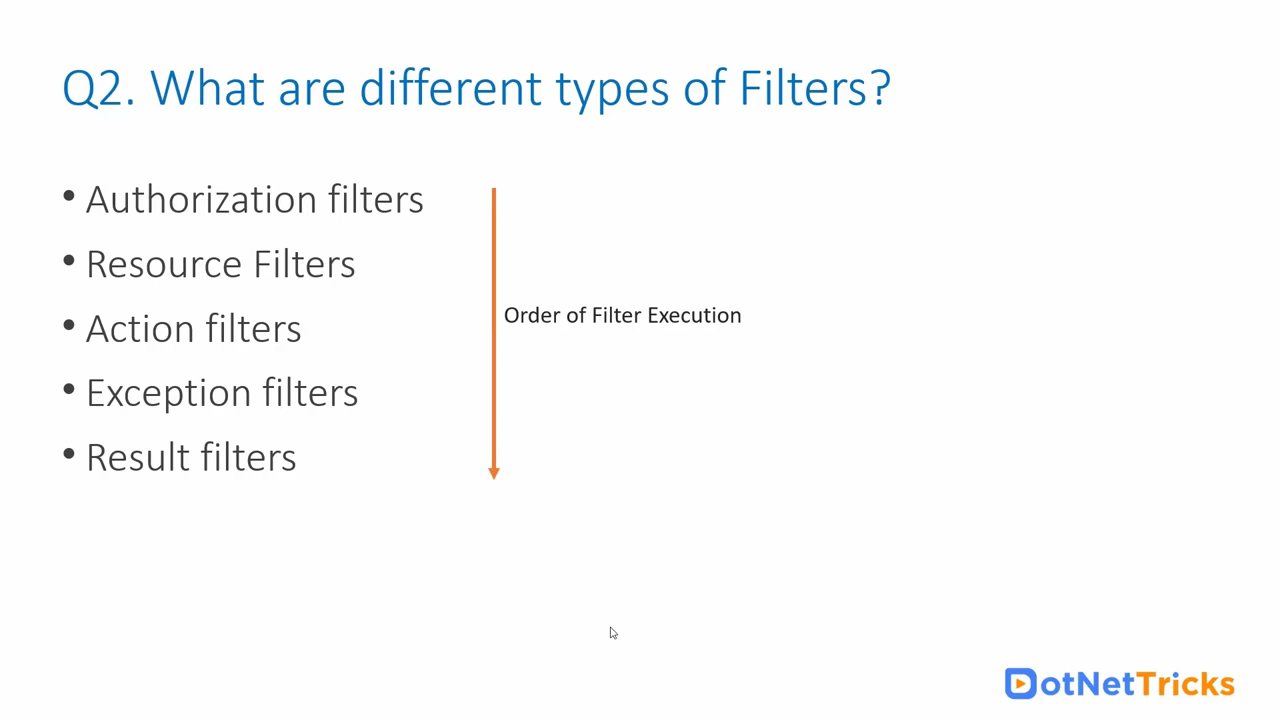 Q2. What are different types of Filters?
• Authorization filters
• Resource Filters
• Action filters
• Exception filters
• Result filters
Order of Filter Execution
DotNetTricks